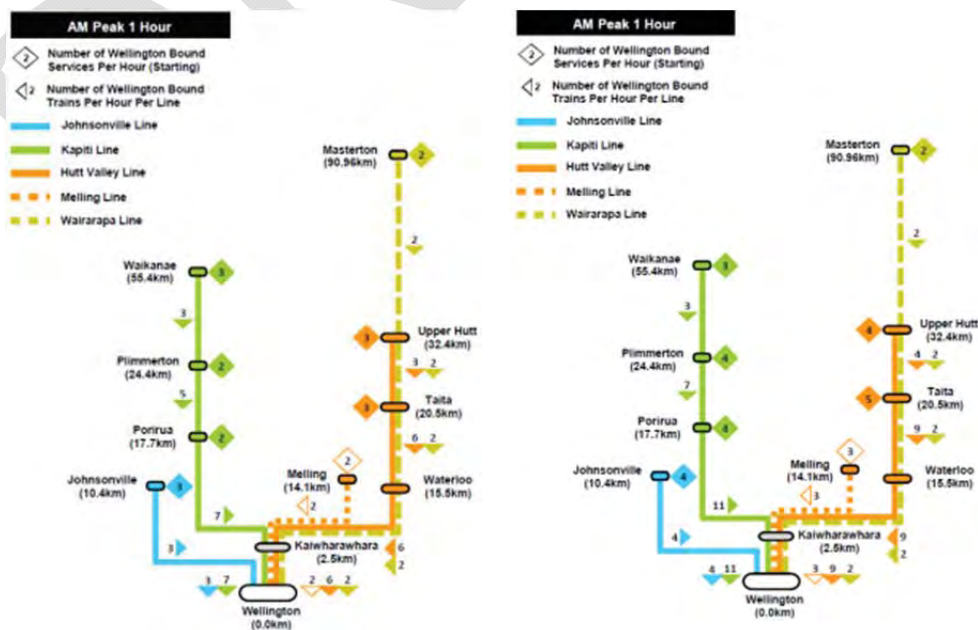 AM Peak 1 Hour
2
Number of Wellington Bound
Services Per Hour (Starting)
2
Number of Wellington Bound
Trains Per Hour Per Line
Johnsonville Line
Kapiti Line
Hutt Valley Line
Melling Line
Wairarapa Line
Masterton
(90.96km)
2
2
Waikanae
(55.4km)
3
3
Upper Hutt
(32.4km)
3
3 2
Plimmerton
(24.4km)
2
5
Taita
(20.5km)
3
6 2
Porirua
(17.7km)
2
Johnsonville
(10.4km)
3
Melling
(14.1km)
2
2
Waterloo
(15.5km)
7
3
Kaiwharawhara
(2.5km)
6
2
3 7
2 6 2
Wellington
(0.0km)
AM Peak 1 Hour
2
Number of Wellington Bound
Services Per Hour (Starting)
2
Number of Wellington Bound
Trains Per Hour Per Line
Johnsonville Line
Kapiti Line
Hutt Valley Line
Melling Line
Wairarapa Line
Masterton
(90.96km)
2
2
Waikanae
(55.4km)
3
3
Upper Hutt
(32.4km)
4
4 2
Plimmerton
(24.4km)
4
7
Taita
(20.5km)
5
9 2
Porirua
(17.7km)
4
Johnsonville
(10.4km)
4
Melling
(14.1km)
3
3
Waterloo
(15.5km)
11
4
Kaiwharawhara
(2.5km)
9
2
4 11
3 9 2
Wellington
(0.0km)